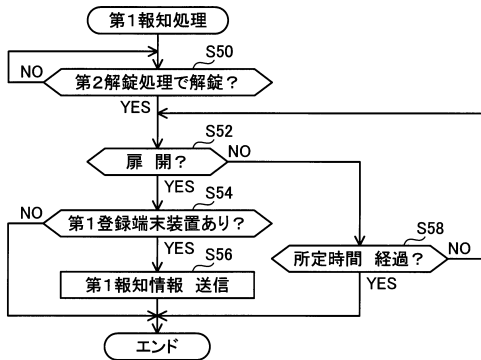 第1報知処理
S50
第2解錠処理で解錠？
NO
YES
S52
扉 開？
NO
YES
S54
第1登録端末装置あり？
NO
YES
S56
第1報知情報 送信
S58
所定時間 経過？
NO
YES
エンド